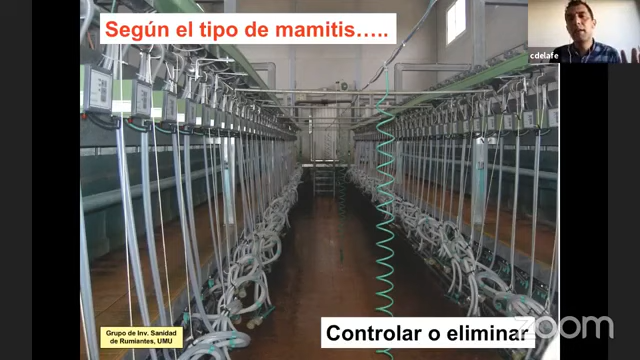 Según el tipo de mamitis…..
cdelafe
Grupo de Inv. Sanidad
de Rumiantes, UMU
Controlar o eliminar
zoom